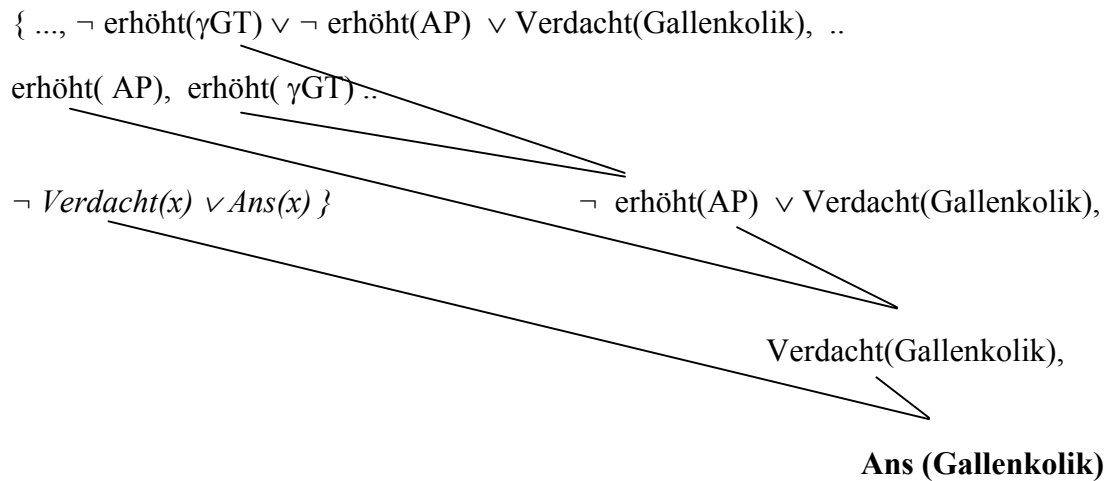 { ..., ¬ erhöht(γGT) ∨ ¬ erhöht(AP) ∨ Verdacht(Gallenkolik), ..
erhöht( AP), erhöht( γGT) ..
¬ Verdacht(x) ∨ Ans(x) } ¬ erhöht(AP) ∨ Verdacht(Gallenkolik),
Verdacht(Gallenkolik),
Ans (Gallenkolik)